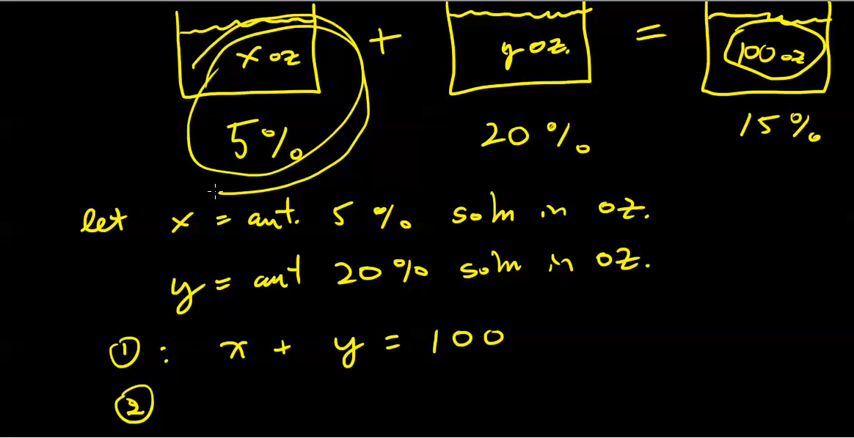 x oz + y oz. = 100 oz
5% 20% 15%
let x = amt. 5% soln in oz.
y = amt 20% soln in oz.
①: x + y = 100
②